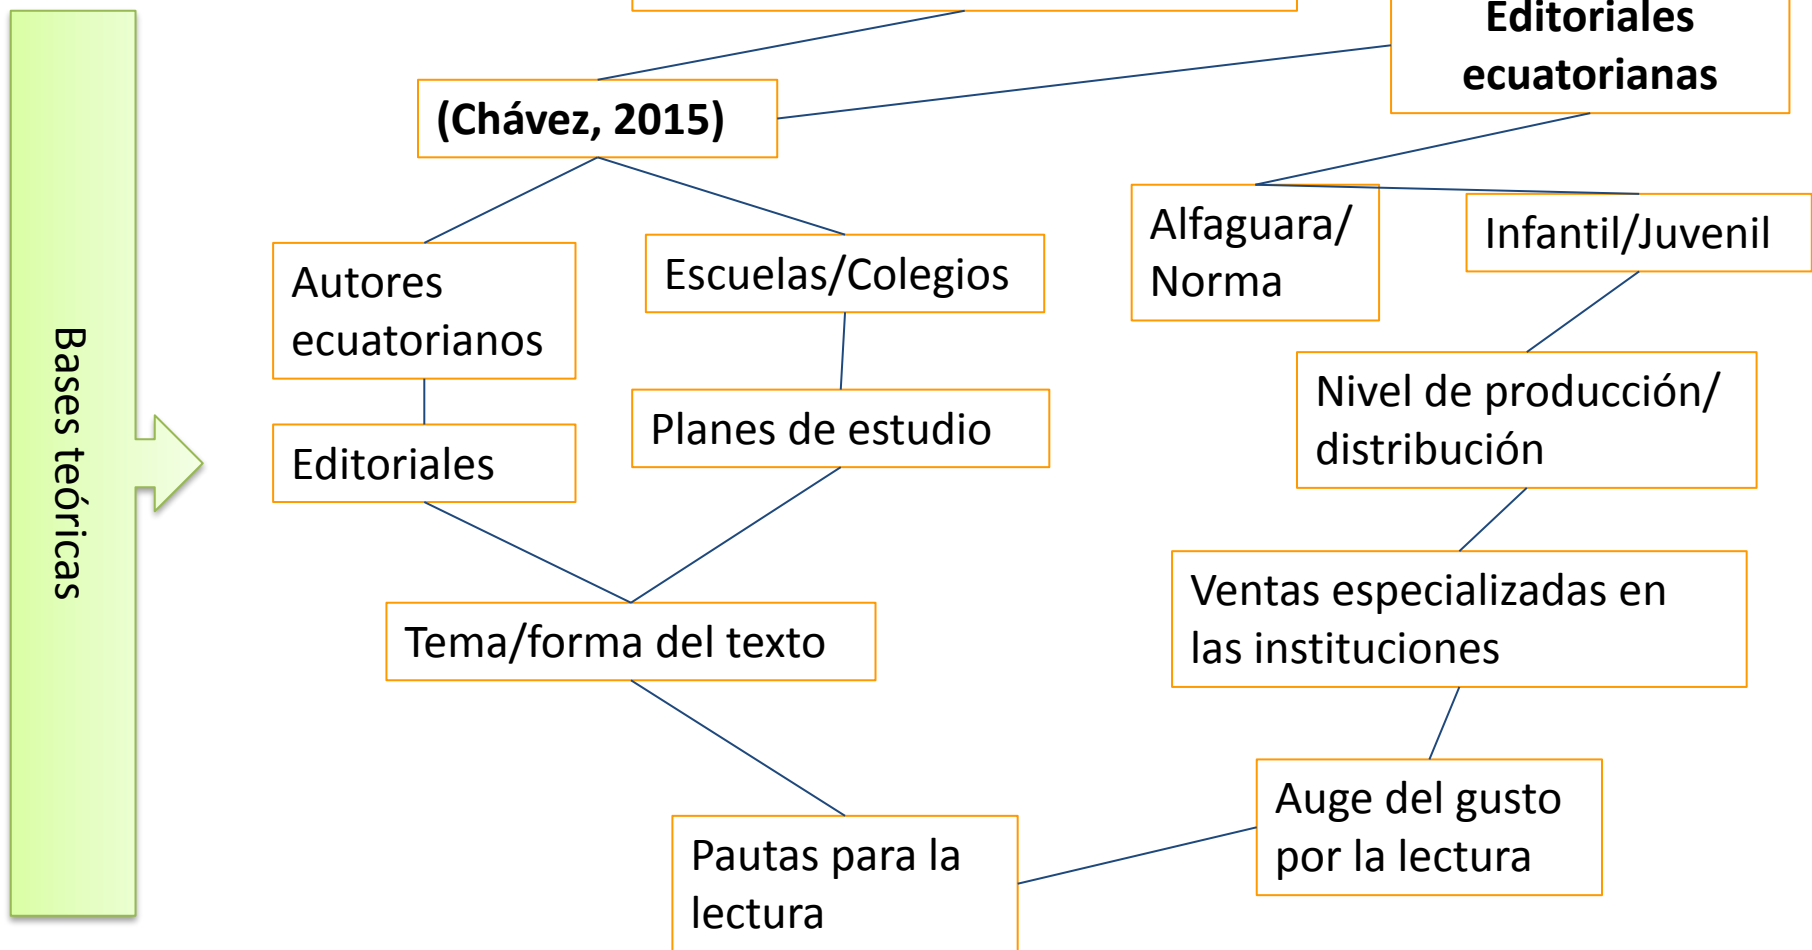 Bases teóricas
Editoriales
ecuatorianas
(Chávez, 2015)
Alfaguara/
Norma
Infantil/Juvenil
Autores
ecuatorianos
Escuelas/Colegios
Nivel de producción/
distribución
Planes de estudio
Editoriales
Ventas especializadas en
las instituciones
Tema/forma del texto
Auge del gusto
por la lectura
Pautas para la
lectura